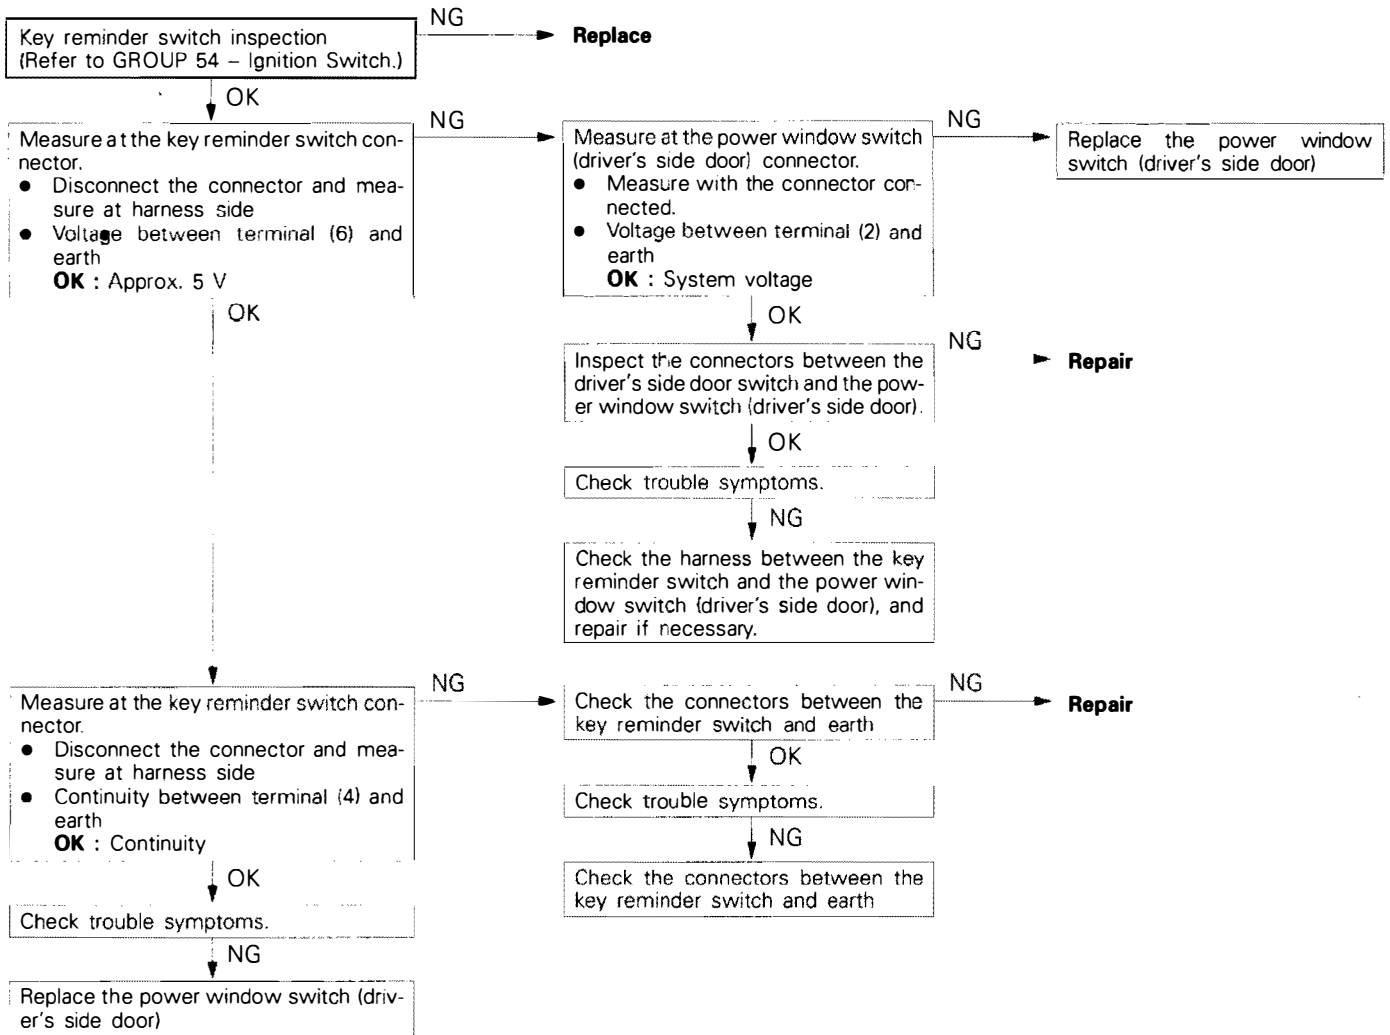 Key reminder switch inspection
(Refer to GROUP 54 – Ignition Switch.)
NG
Replace
OK
Measure at the key reminder switch con-
nector.
● Disconnect the connector and mea-
sure at harness side
● Voltage between terminal (6) and
earth
OK : Approx. 5 V
NG
Measure at the power window switch
(driver's side door) connector.
● Measure with the connector con-
nected.
● Voltage between terminal (2) and
earth
OK : System voltage
NG
Replace the power window
switch (driver's side door)
OK
OK
Inspect the connectors between the
driver's side door switch and the pow-
er window switch (driver's side door).
NG
Repair
OK
Check trouble symptoms.
NG
Check the harness between the key
reminder switch and the power win-
dow switch (driver's side door), and
repair if necessary.
Measure at the key reminder switch con-
nector.
● Disconnect the connector and mea-
sure at harness side
● Continuity between terminal (4) and
earth
OK : Continuity
NG
Check the connectors between the
key reminder switch and earth
NG
Repair
OK
Check trouble symptoms.
NG
Check the connectors between the
key reminder switch and earth
OK
Check trouble symptoms.
NG
Replace the power window switch (driv-
er's side door)